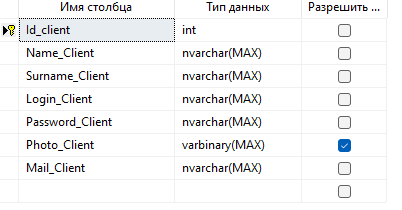 Имя столбца Тип данных Разрешить ...
Id_client int
Name_Client nvarchar(MAX)
Surname_Client nvarchar(MAX)
Login_Client nvarchar(MAX)
Password_Client nvarchar(MAX)
Photo_Client varbinary(MAX)
Mail_Client nvarchar(MAX)